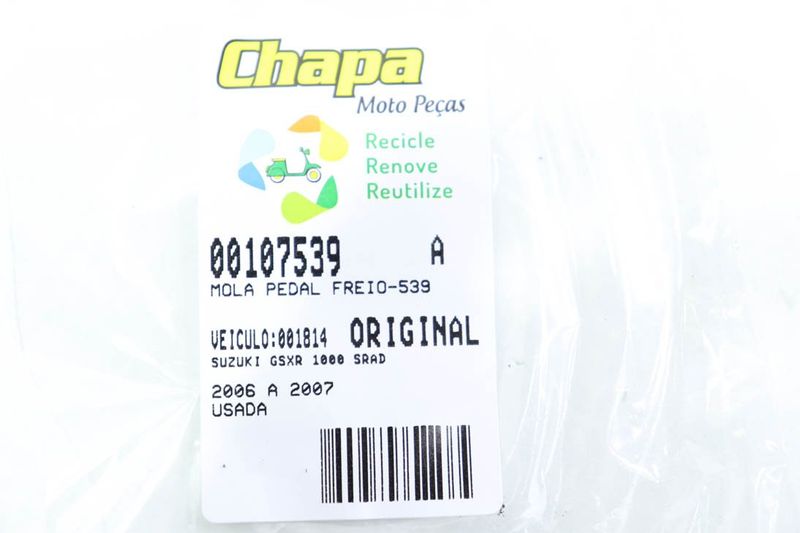 Chapa
Moto Peças
Recicle
Renove
Reutilize
00107539 A
MOLA PEDAL FREIO-539
VEICULO:001814 ORIGINAL
SUZUKI GSXR 1000 SRAD
2006 A 2007
USADA